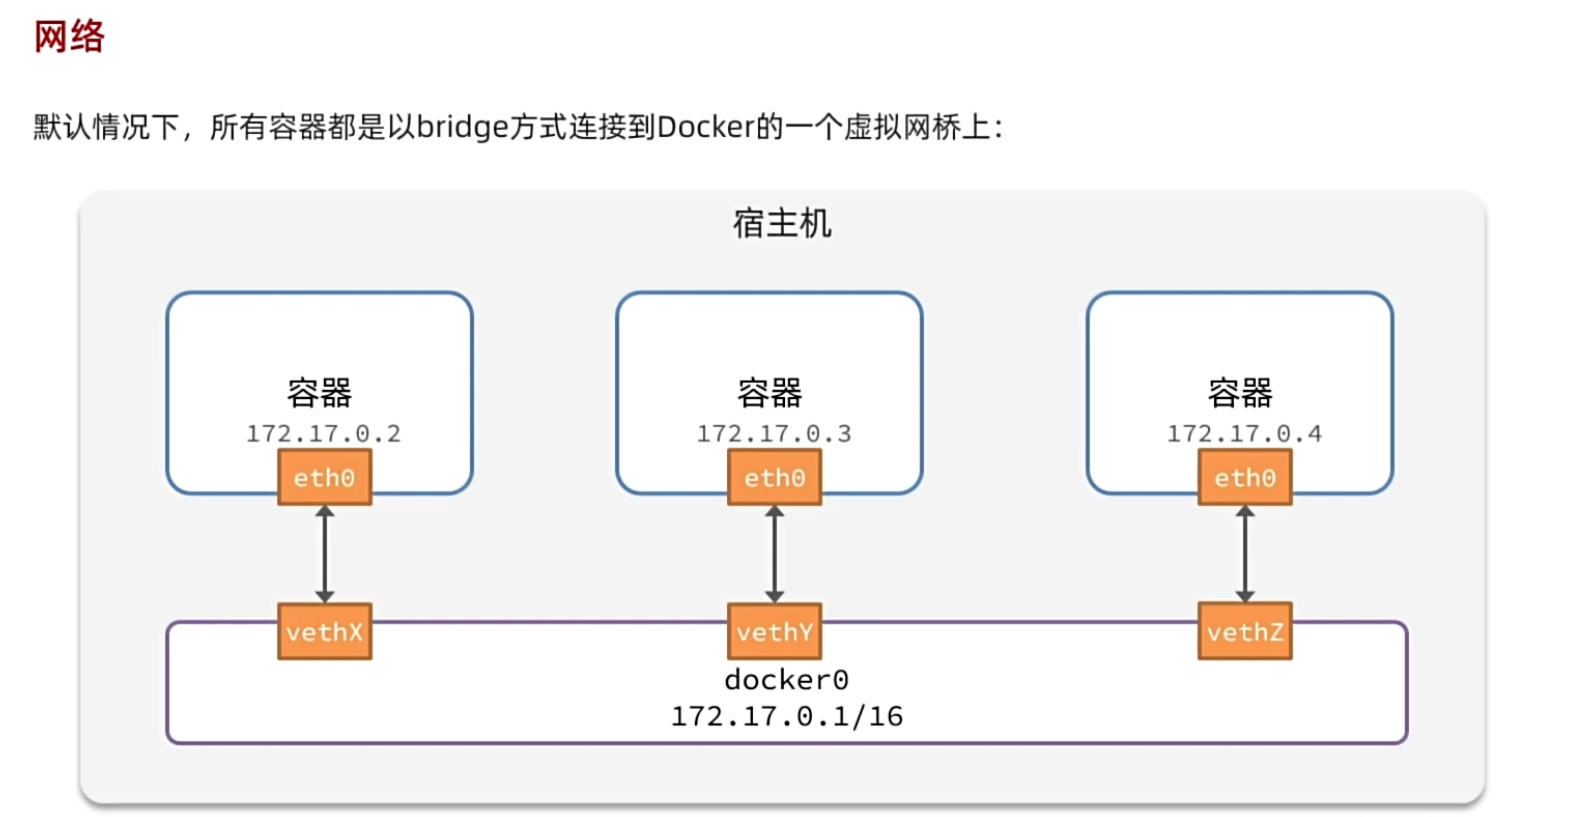 网络
默认情况下，所有容器都是以bridge方式连接到Docker的一个虚拟网桥上：
宿主机
容器
172.17.0.2
eth0
容器
172.17.0.3
eth0
容器
172.17.0.4
eth0
vethX
vethY
vethZ
docker0
172.17.0.1/16